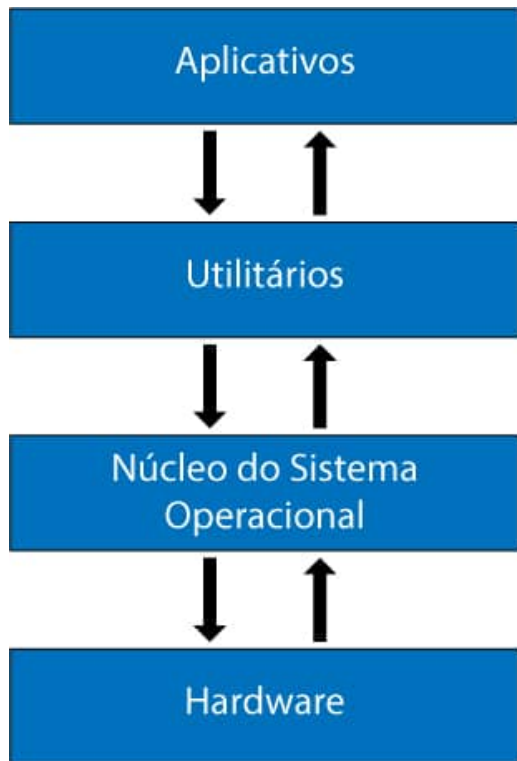 Aplicativos
Utilitários
Núcleo do Sistema
Operacional
Hardware